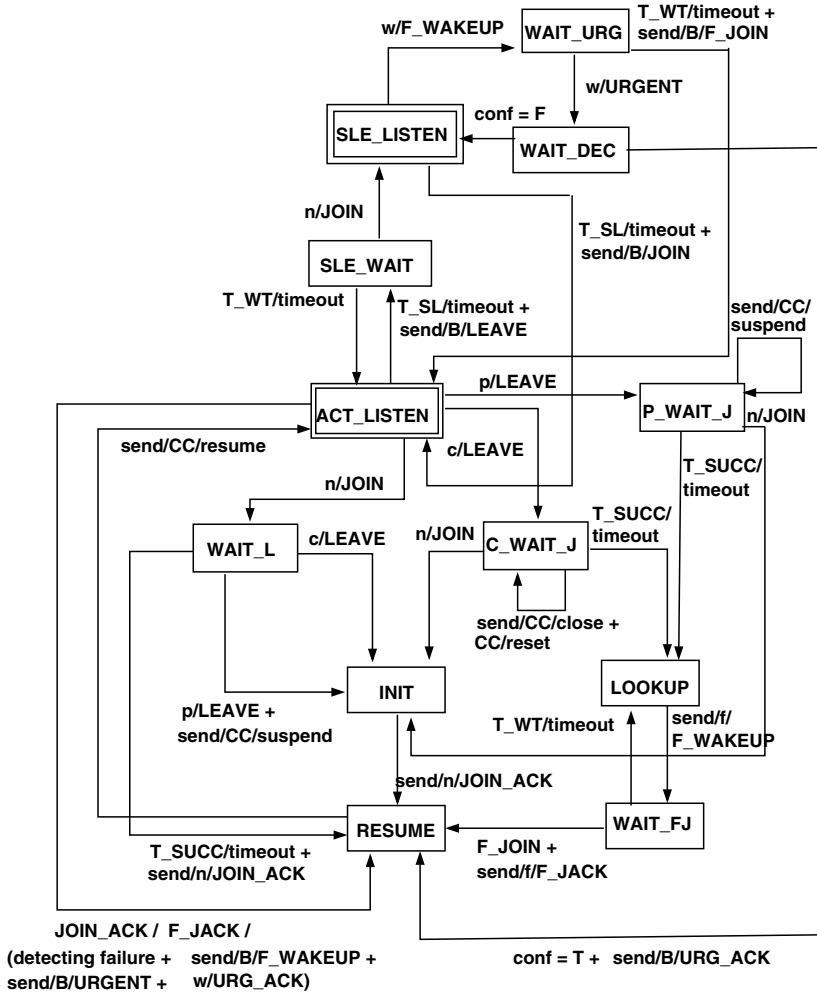 T_WT/timeout +
send/B/F_JOIN
w/F_WAKEUP
WAIT_URG
w/URGENT
conf = F
SLE_LISTEN
WAIT_DEC
n/JOIN
T_SL/timeout +
send/B/JOIN
SLE_WAIT
T_WT/timeout
T_SL/timeout +
send/B/LEAVE
send/CC/
suspend
p/LEAVE
ACT_LISTEN
P_WAIT_J
n/JOIN
send/CC/resume
c/LEAVE
T_SUCC/
timeout
n/JOIN
T_SUCC/
timeout
WAIT_L
c/LEAVE
n/JOIN
C_WAIT_J
send/CC/close +
CC/reset
INIT
LOOKUP
p/LEAVE +
send/CC/suspend
T_WT/timeout
send/f/
F_WAKEUP
send/n/JOIN_ACK
RESUME
WAIT_FJ
T_SUCC/timeout +
send/n/JOIN_ACK
F_JOIN +
send/f/F_JACK
JOIN_ACK / F_JACK /
(detecting failure + send/B/F_WAKEUP +
send/B/URGENT + w/URG_ACK)
conf = T + send/B/URG_ACK